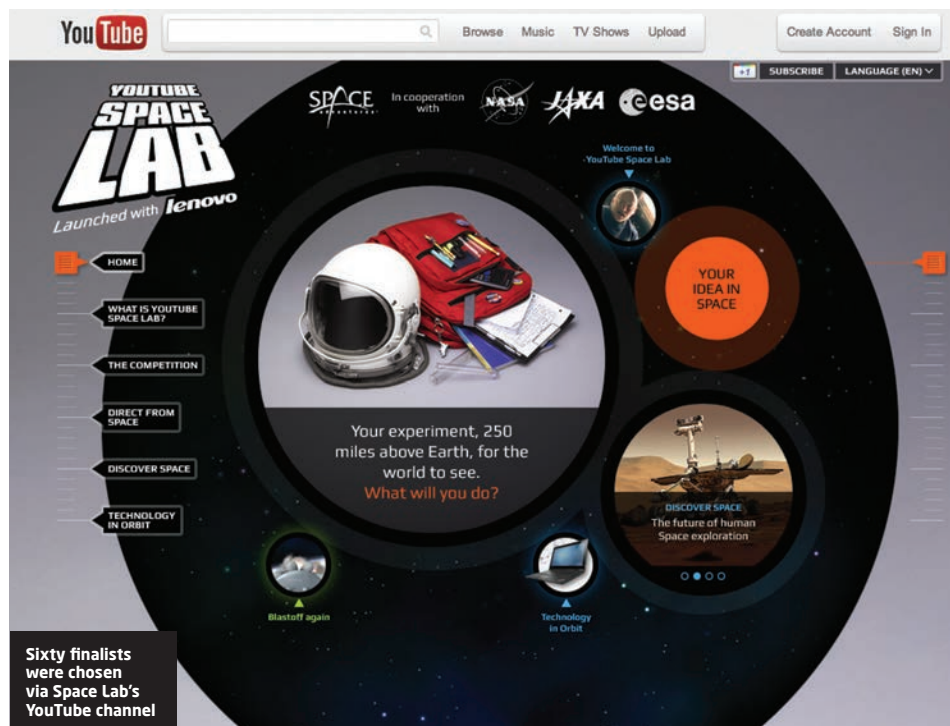 YouTube
Browse Music TV Shows Upload
Create Account Sign In
+1 SUBSCRIBE LANGUAGE (EN)
YOUTUBE
SPACE
LAB
Launched with lenovo
SPACE
adventures
In cooperation
with
NASA
JAXA
esa
Welcome to
YouTube Space Lab
YOUR
IDEA IN
SPACE
HOME
WHAT IS YOUTUBE
SPACE LAB?
THE COMPETITION
DIRECT FROM
SPACE
DISCOVER SPACE
TECHNOLOGY
IN ORBIT
Your experiment, 250
miles above Earth, for the
world to see.
What will you do?
DISCOVER SPACE
The future of human
Space exploration
Blastoff again
Technology
in Orbit
Sixty finalists
were chosen
via Space Lab's
YouTube channel